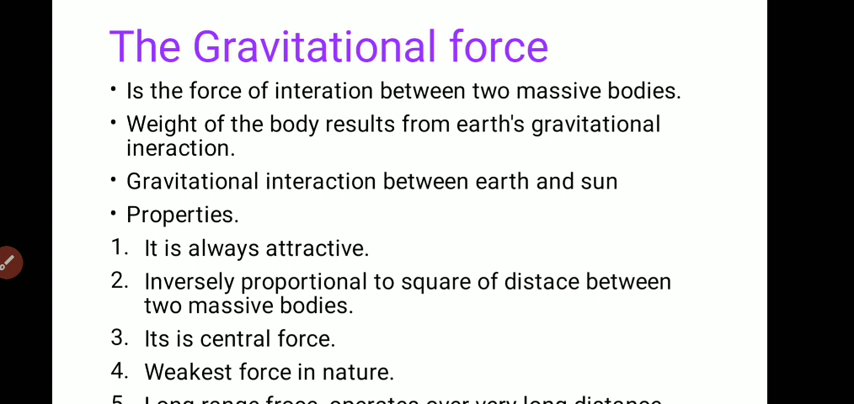 The Gravitational force
• Is the force of interation between two massive bodies.
• Weight of the body results from earth's gravitational
ineraction.
• Gravitational interaction between earth and sun
• Properties.
1. It is always attractive.
2. Inversely proportional to square of distace between
two massive bodies.
3. Its is central force.
4. Weakest force in nature.
5. Long range froce, operates over very long distance